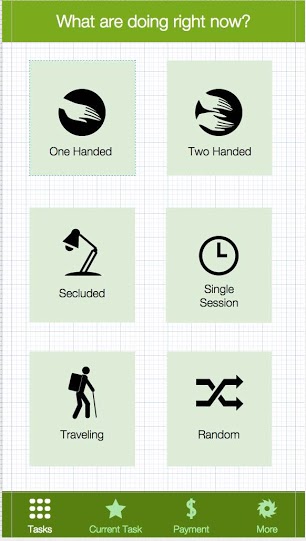 What are doing right now?
One Handed
Two Handed
Secluded
Single
Session
Traveling
Random
Tasks
Current Task
Payment
More